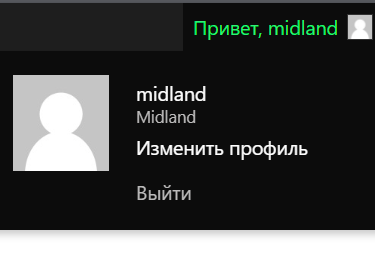 Привет, midland
midland
Midland
Изменить профиль
Выйти